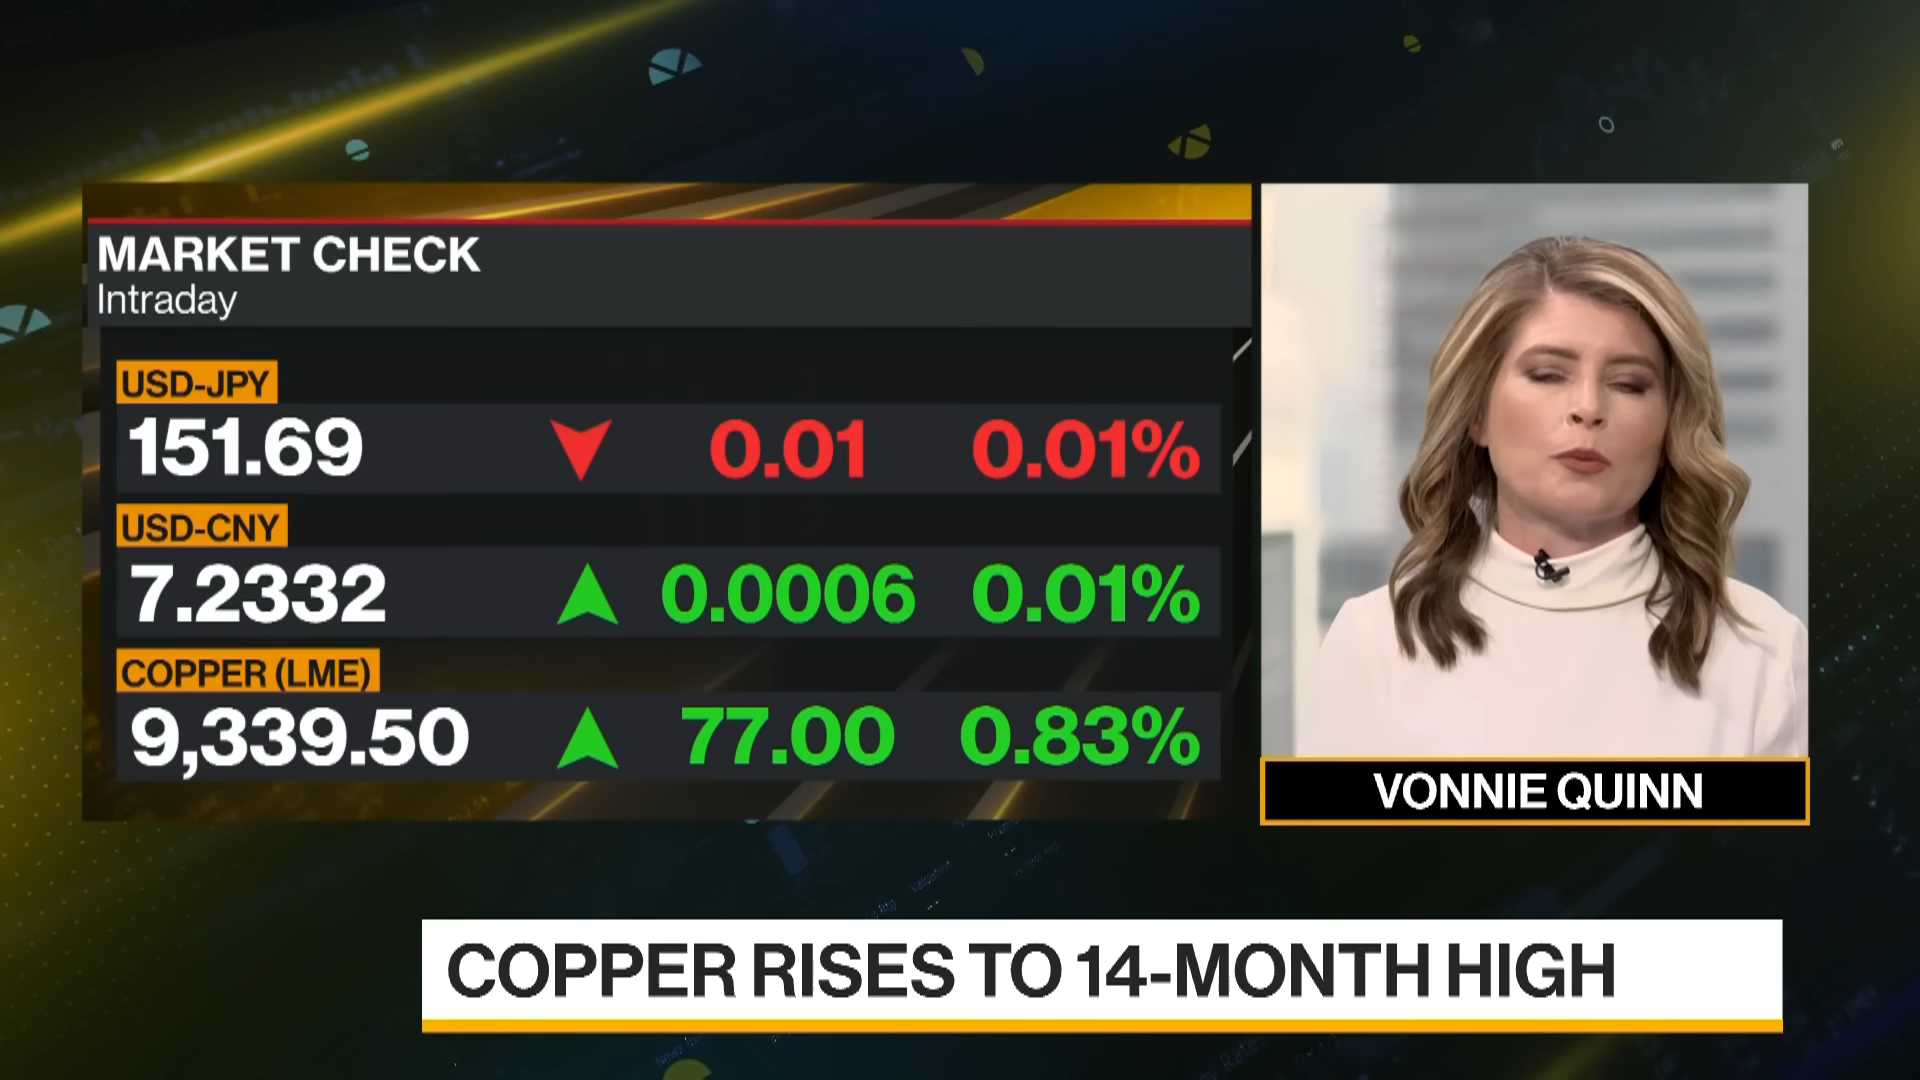 MARKET CHECK
Intraday
USD-JPY
151.69 ▼ 0.01 0.01%
USD-CNY
7.2332 ▲ 0.0006 0.01%
COPPER (LME)
9,339.50 ▲ 77.00 0.83%
VONNIE QUINN
COPPER RISES TO 14-MONTH HIGH